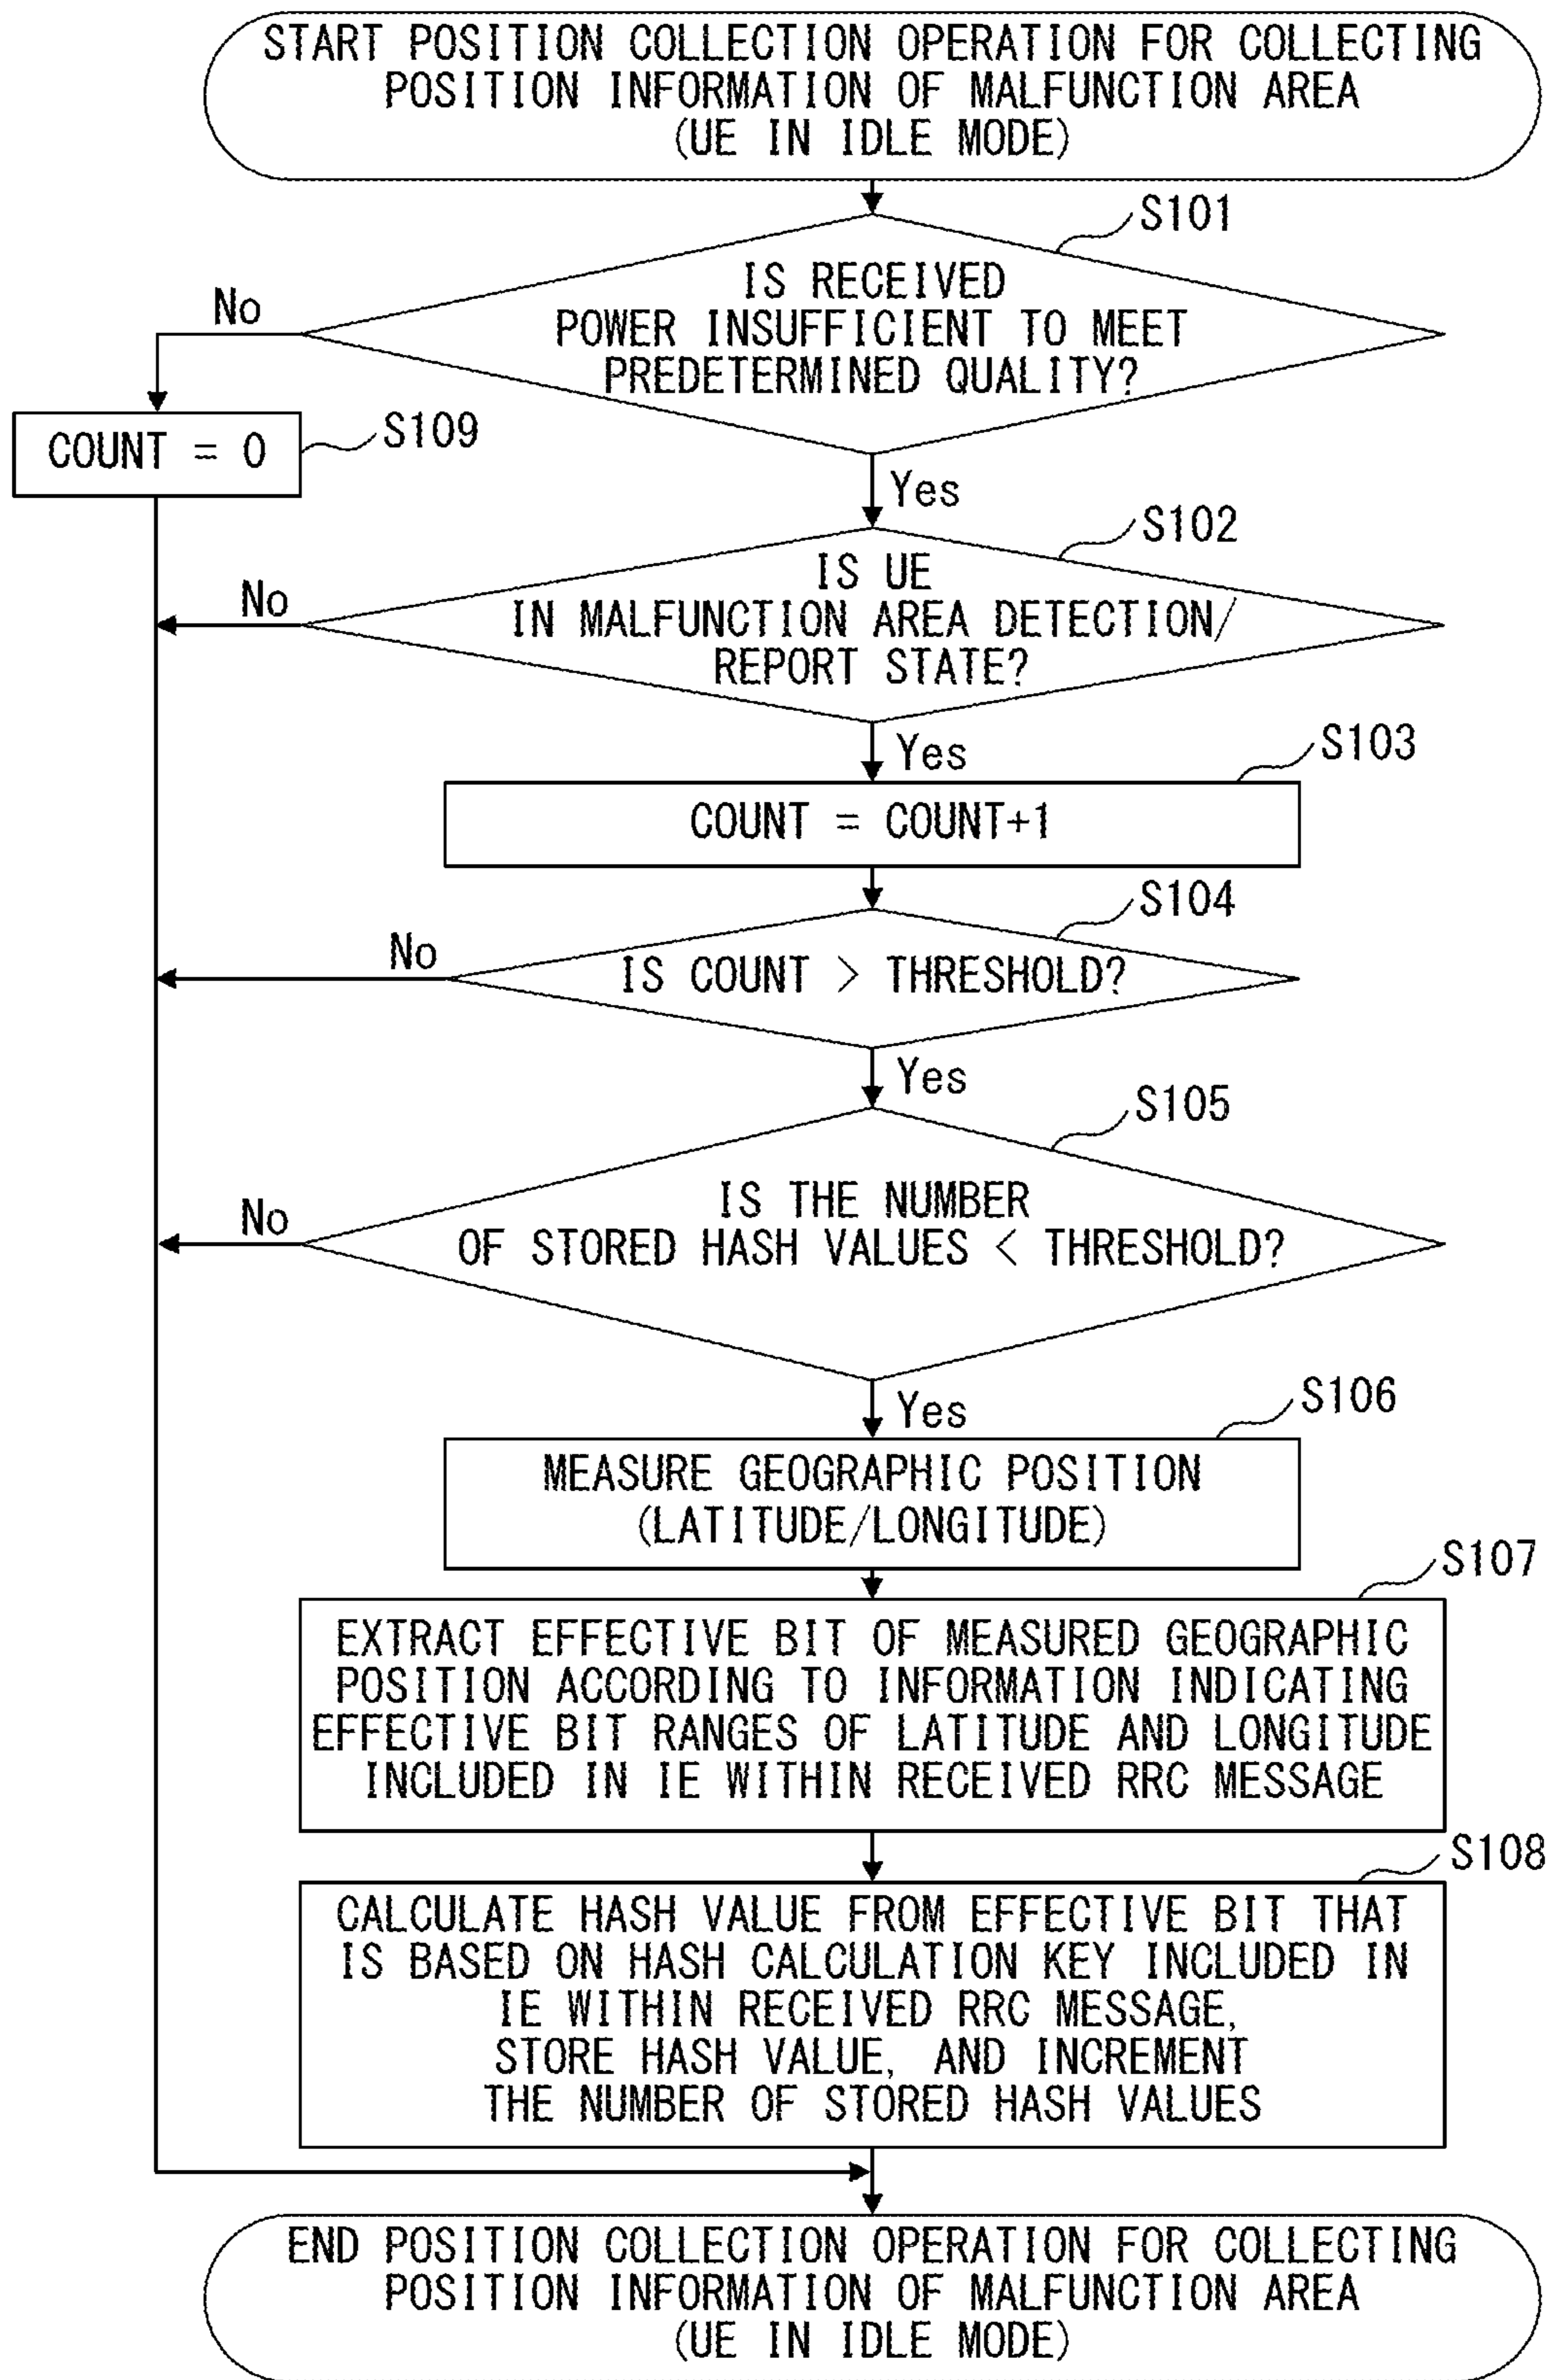 START POSITION COLLECTION OPERATION FOR COLLECTING
POSITION INFORMATION OF MALFUNCTION AREA
(UE IN IDLE MODE)
S101
IS RECEIVED
POWER INSUFFICIENT TO MEET
PREDETERMINED QUALITY?
No
COUNT = 0
S109
Yes
S102
IS UE
IN MALFUNCTION AREA DETECTION/
REPORT STATE?
No
Yes
S103
COUNT = COUNT+1
S104
No
IS COUNT > THRESHOLD?
Yes
S105
IS THE NUMBER
OF STORED HASH VALUES < THRESHOLD?
No
Yes
S106
MEASURE GEOGRAPHIC POSITION
(LATITUDE/LONGITUDE)
S107
EXTRACT EFFECTIVE BIT OF MEASURED GEOGRAPHIC
POSITION ACCORDING TO INFORMATION INDICATING
EFFECTIVE BIT RANGES OF LATITUDE AND LONGITUDE
INCLUDED IN IE WITHIN RECEIVED RRC MESSAGE
S108
CALCULATE HASH VALUE FROM EFFECTIVE BIT THAT
IS BASED ON HASH CALCULATION KEY INCLUDED IN
IE WITHIN RECEIVED RRC MESSAGE,
STORE HASH VALUE, AND INCREMENT
THE NUMBER OF STORED HASH VALUES
END POSITION COLLECTION OPERATION FOR COLLECTING
POSITION INFORMATION OF MALFUNCTION AREA
(UE IN IDLE MODE)